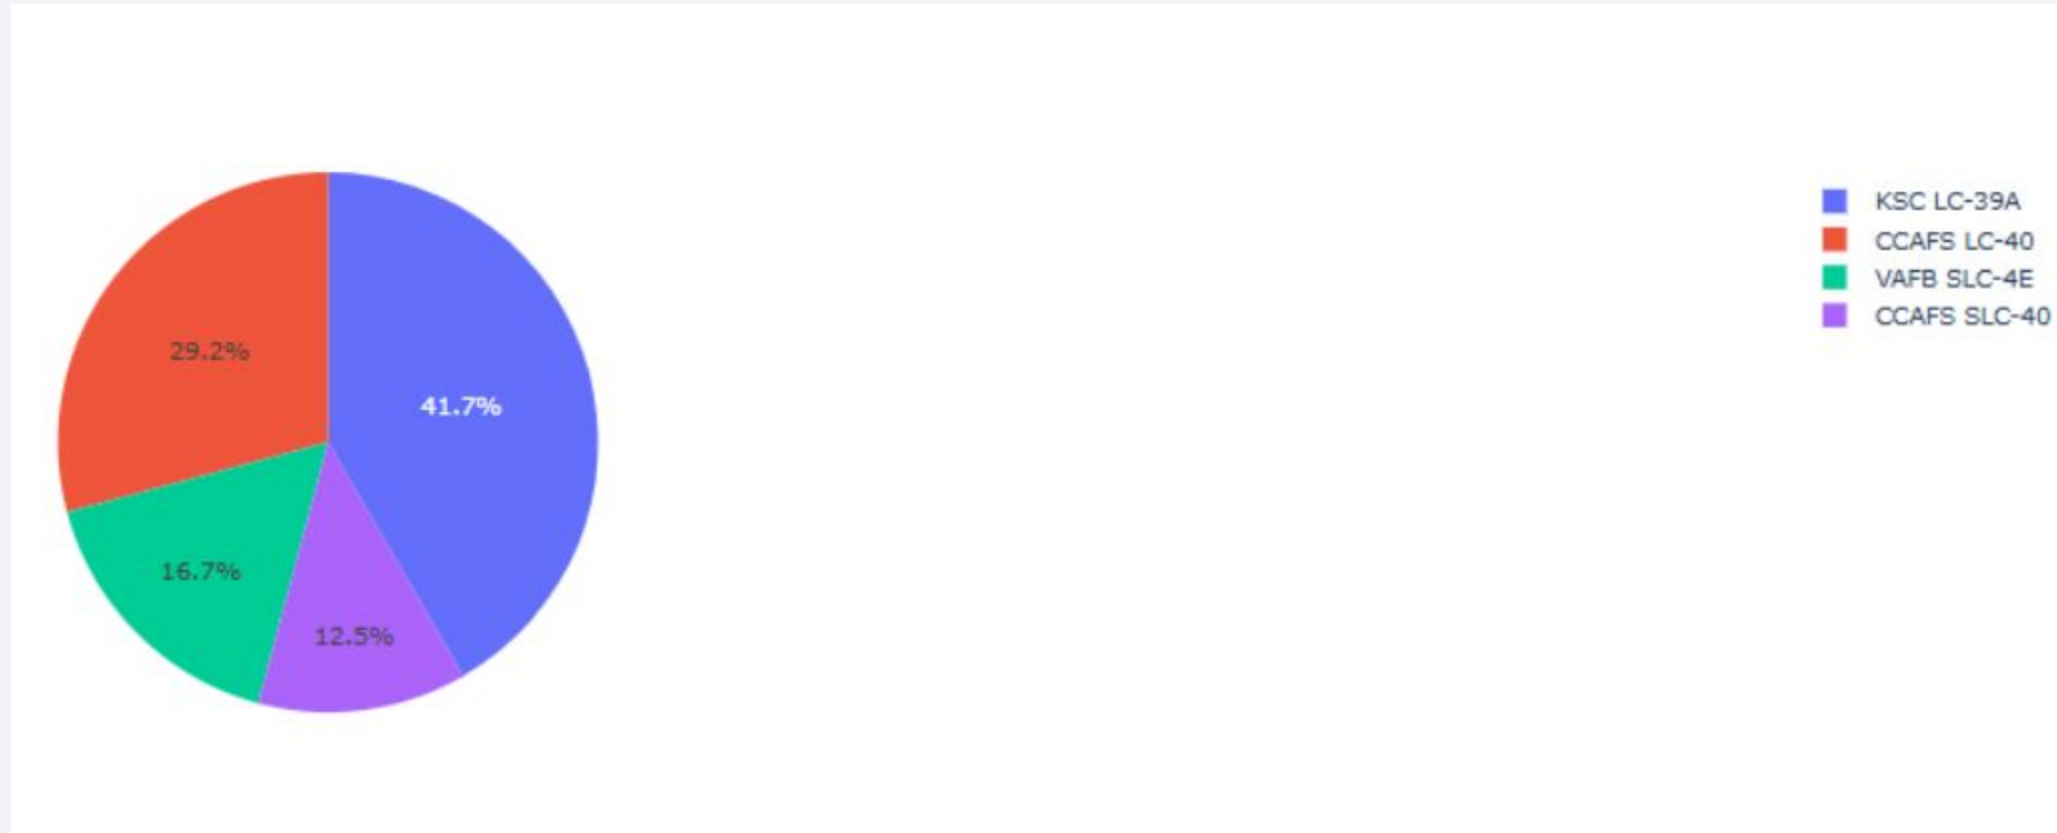 29.2%
41.7%
16.7%
12.5%
KSC LC-39A
CCAFS LC-40
VAFB SLC-4E
CCAFS SLC-40